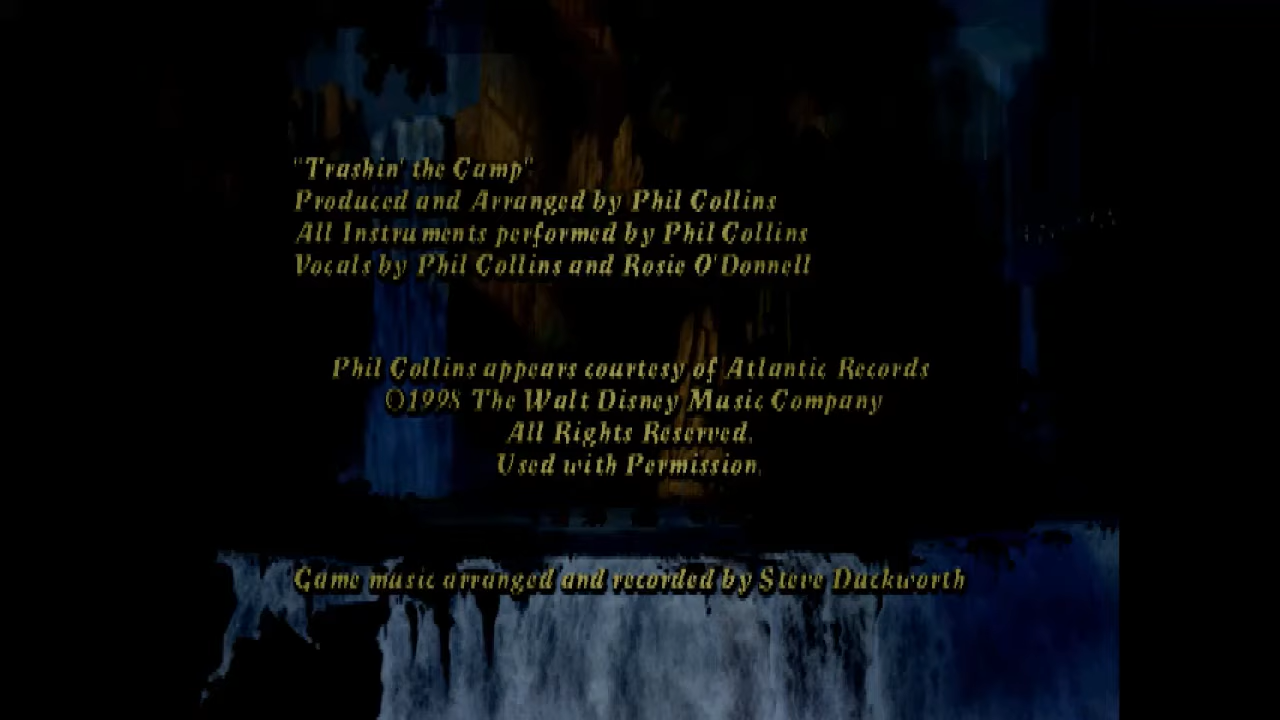 "Trashin' the Camp"
Produced and Arranged by Phil Collins
All Instruments performed by Phil Collins
Vocals by Phil Collins and Rosie O'Donnell
Phil Collins appears courtesy of Atlantic Records
©1998 The Walt Disney Music Company
All Rights Reserved.
Used with Permission.
Game music arranged and recorded by Steve Duckworth